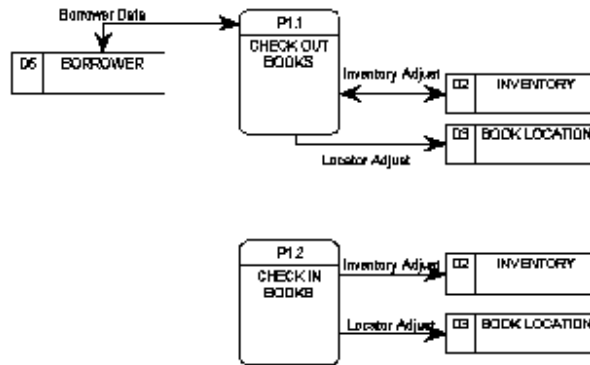 Borrower Data
P1.1
D5 BORROWER
CHECK OUT
BOOKS
Inventory Adjust
D2 INVENTORY
D3 BOOK LOCATION
Locator Adjust
P1.2
CHECK IN
BOOKS
Inventory Adjust
D2 INVENTORY
Locator Adjust
D3 BOOK LOCATION